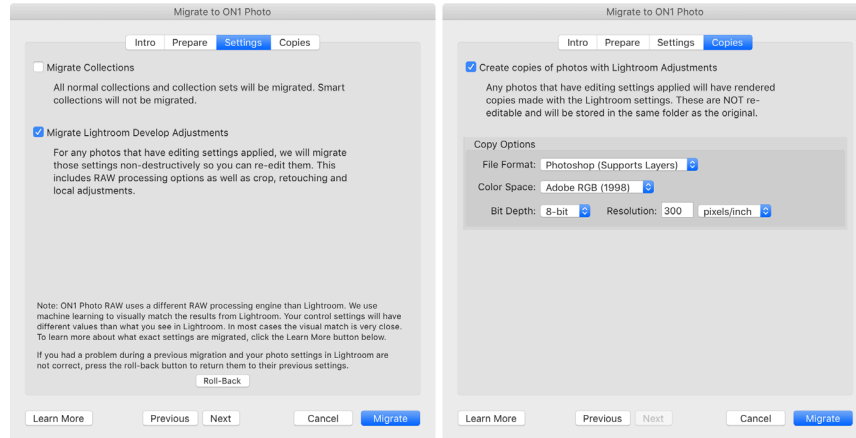 Migrate to ON1 Photo
Intro Prepare Settings Copies
Migrate Collections
All normal collections and collection sets will be migrated. Smart
collections will not be migrated.
Migrate Lightroom Develop Adjustments
For any photos that have editing settings applied, we will migrate
those settings non-destructively so you can re-edit them. This
includes RAW processing options as well as crop, retouching and
local adjustments.
Note: ON1 Photo RAW uses a different RAW processing engine than Lightroom. We use
machine learning to visually match the results from Lightroom. Your control settings will have
different values than what you see in Lightroom. In most cases the visual match is very close.
To learn more about what exact settings are migrated, click the Learn More button below.
If you had a problem during a previous migration and your photo settings in Lightroom are
not correct, press the roll-back button to return them to their previous settings.
Roll-Back
Learn More Previous Next Cancel Migrate
Migrate to ON1 Photo
Intro Prepare Settings Copies
Create copies of photos with Lightroom Adjustments
Any photos that have editing settings applied will have rendered
copies made with the Lightroom settings. These are NOT re-
editable and will be stored in the same folder as the original.
Copy Options
File Format: Photoshop (Supports Layers)
Color Space: Adobe RGB (1998)
Bit Depth: 8-bit Resolution: 300 pixels/inch
Learn More Previous Next Cancel Migrate